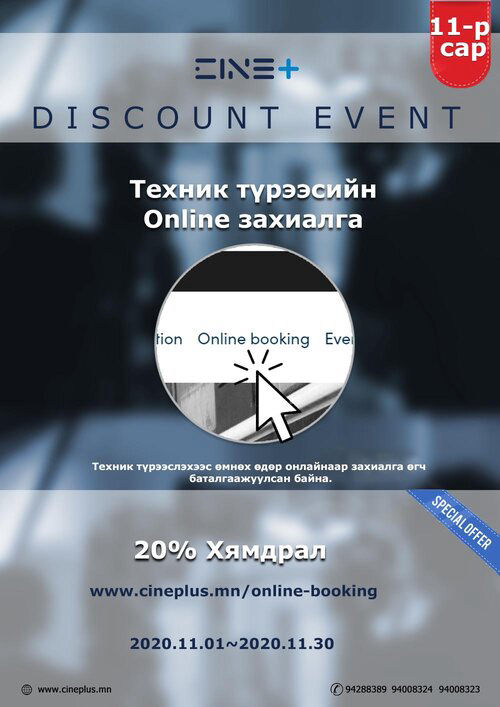 11-р
сар
CINE+
DISCOUNT EVENT
Техник түрээсийн
Online захиалга
tion Online booking Eve
Техник түрээслэхээс өмнөх өдөр онлайнаар захиалга өгч
баталгаажуулсан байна.
SPECIAL OFFER
20% Хямдрал
www.cineplus.mn/online-booking
2020.11.01~2020.11.30
www.cineplus.mn 94288389 94008324 94008323